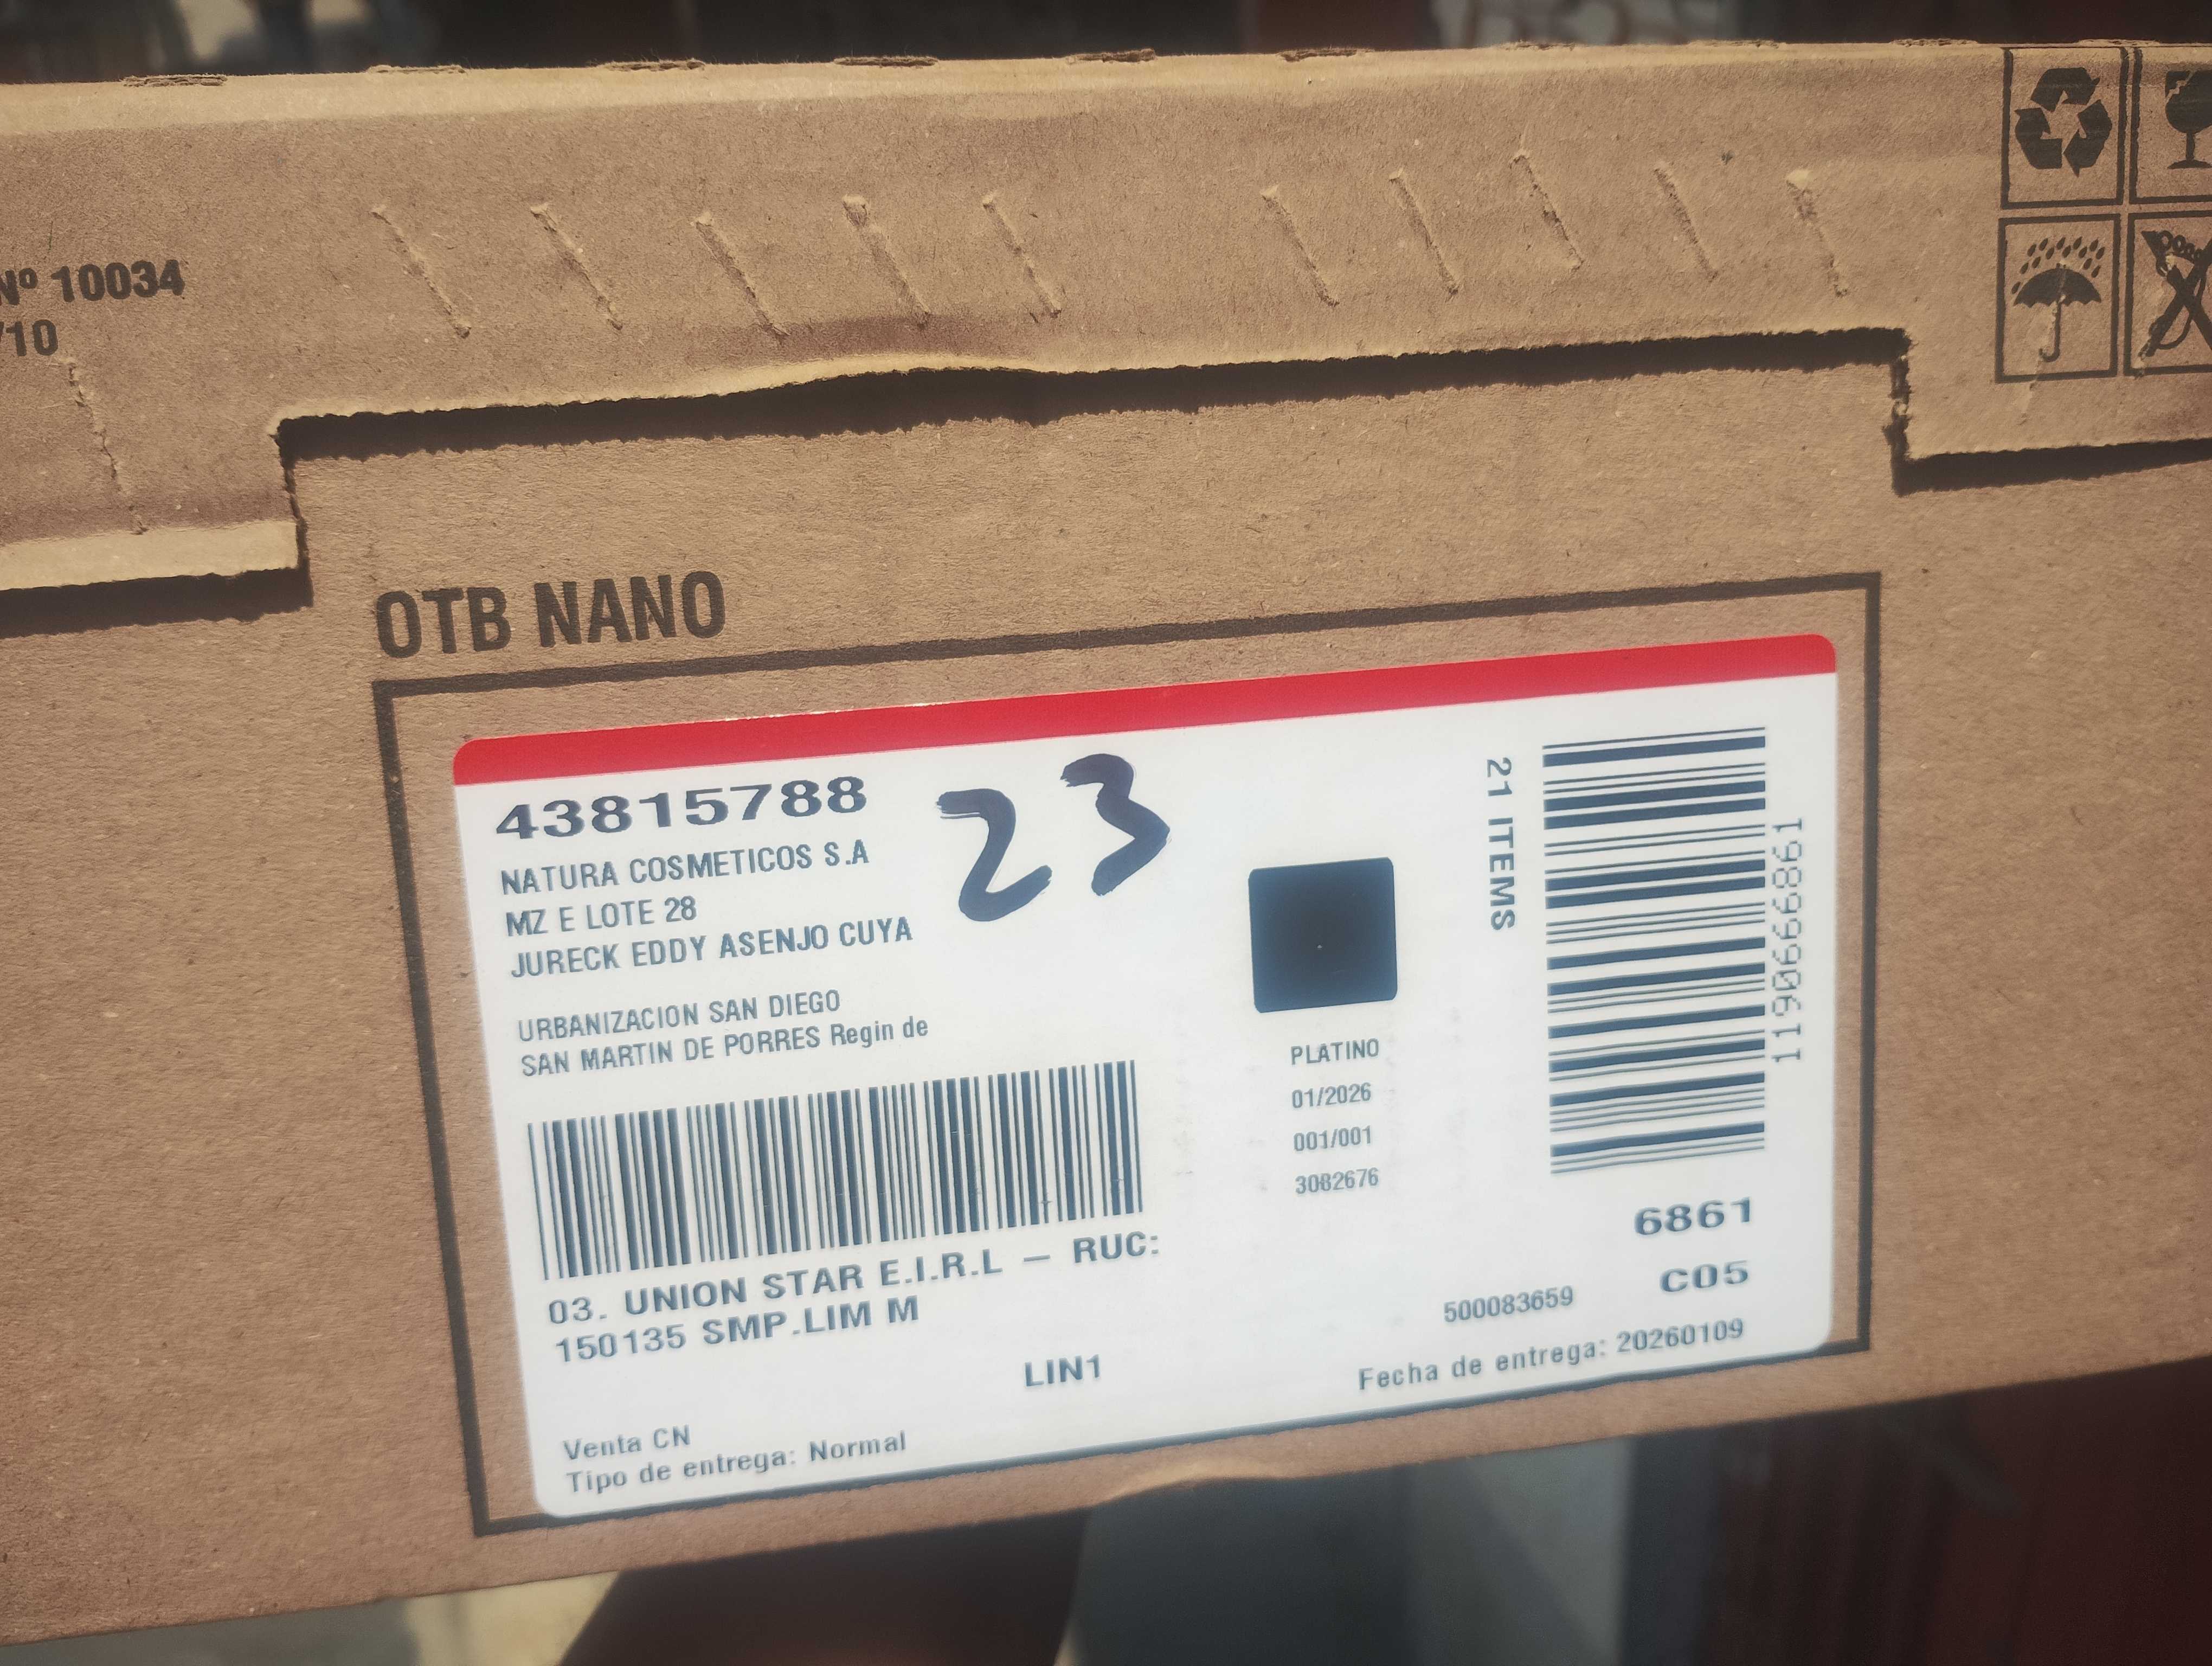 Nº 10034
/10
OTB NANO
43815788
23
NATURA COSMETICOS S.A
MZ E LOTE 28
JURECK EDDY ASENJO CUYA
URBANIZACION SAN DIEGO
SAN MARTIN DE PORRES Regin de
03. UNION STAR E.I.R.L – RUC:
150135 SMP.LIM M
LIN1
Venta CN
Tipo de entrega: Normal
PLATINO
01/2026
001/001
3082676
21 ITEMS
1190666861
6861
C05
500083659
Fecha de entrega: 20260109